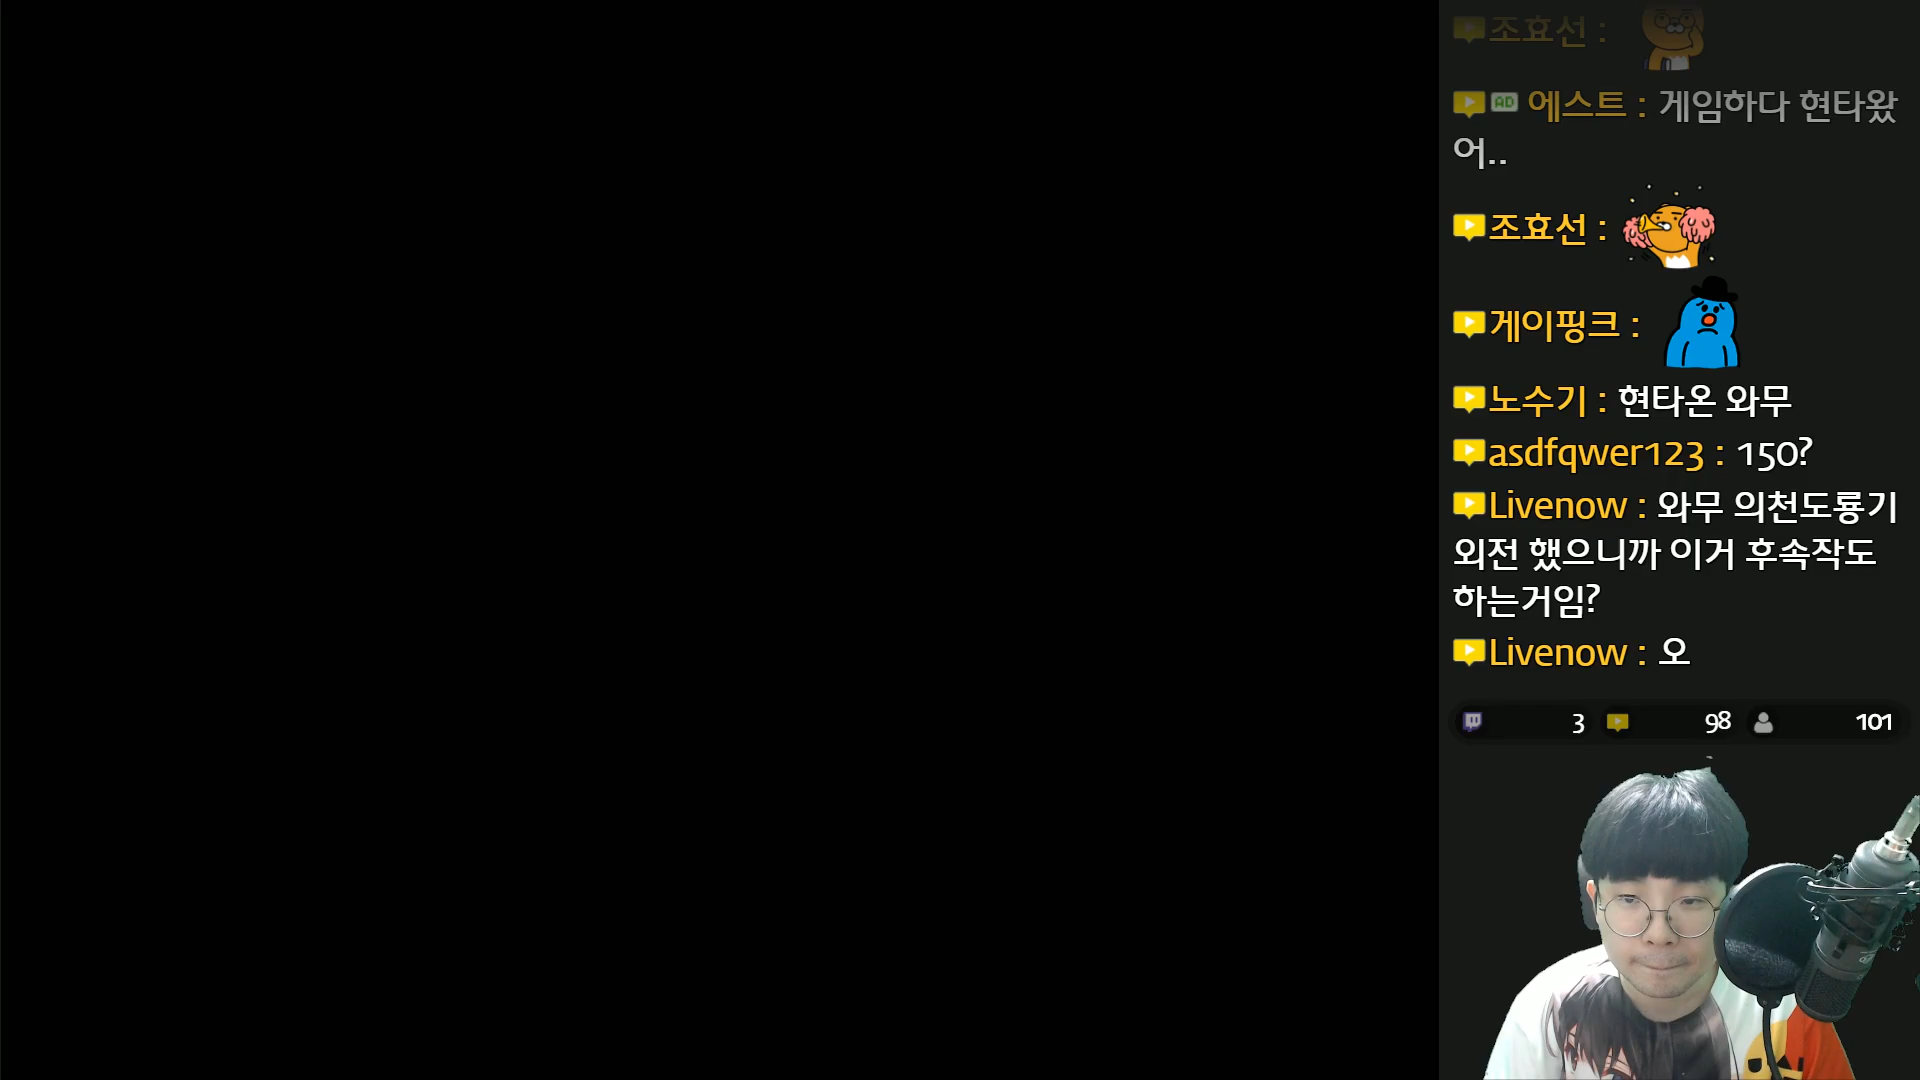 조효선 :
AD 에스트 : 게임하다 현타왔
어..
조효선 :
게이핑크 :
노수기 : 현타온 와무
asdfqwer123 : 150?
Livenow : 와무 의천도룡기
외전 했으니까 이거 후속작도
하는거임?
Livenow : 오
3 98 101